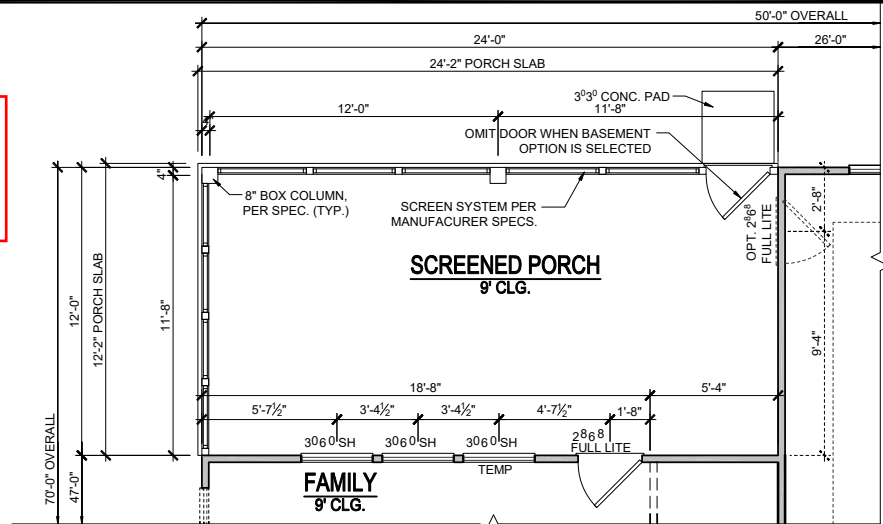 50'-0" OVERALL
24'-0"
26'-0"
24'-2" PORCH SLAB
3⁰3⁰ CONC. PAD
12'-0"
11'-8"
OMIT DOOR WHEN BASEMENT
OPTION IS SELECTED
4"
8" BOX COLUMN,
PER SPEC. (TYP.)
SCREEN SYSTEM PER
MANUFACURER SPECS.
2'-8"
OPT. 2⁸6⁸
FULL LITE
SCREENED PORCH
9' CLG.
12'-0"
12'-2" PORCH SLAB
11'-8"
9'-4"
18'-8"
5'-4"
5'-7½"
3'-4½"
3'-4½"
4'-7½"
1'-8"
3⁰6⁰SH
3⁰6⁰SH
3⁰6⁰SH
2⁸6⁸
FULL LITE
TEMP
FAMILY
9' CLG.
70'-0" OVERALL
47'-0"